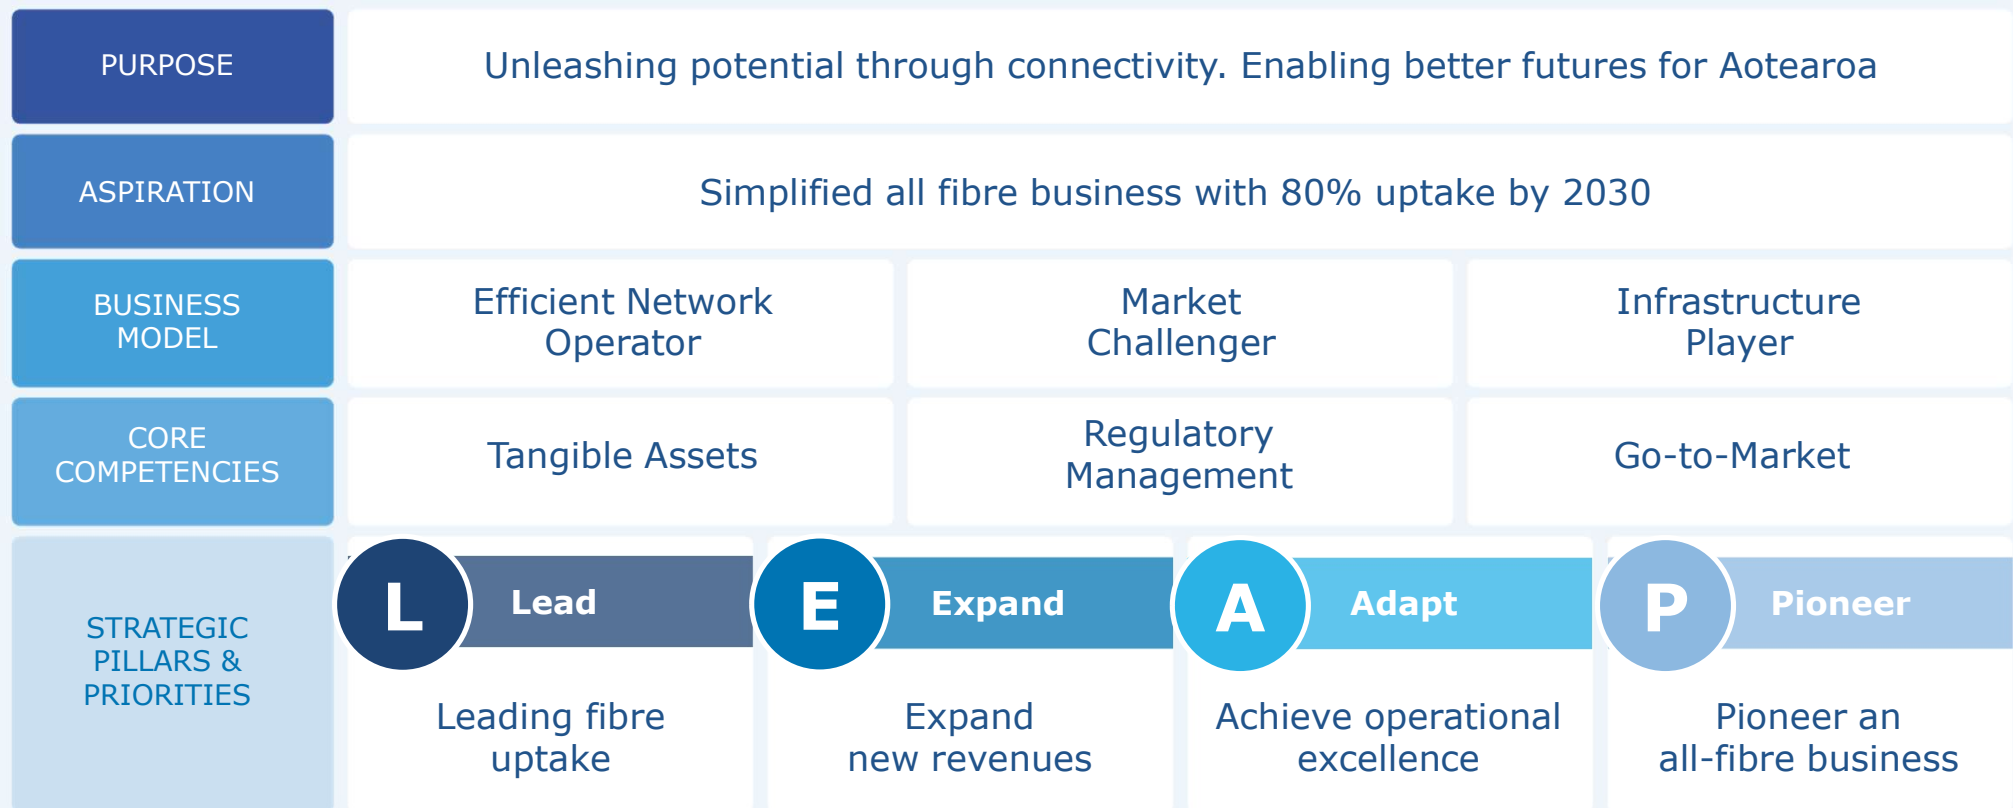 PURPOSE
Unleashing potential through connectivity. Enabling better futures for Aotearoa
ASPIRATION
Simplified all fibre business with 80% uptake by 2030
BUSINESS
MODEL
Efficient Network
Operator
Market
Challenger
Infrastructure
Player
CORE
COMPETENCIES
Tangible Assets
Regulatory
Management
Go-to-Market
STRATEGIC
PILLARS &
PRIORITIES
L
Lead
Leading fibre
uptake
E
Expand
Expand
new revenues
A
Adapt
Achieve operational
excellence
P
Pioneer
Pioneer an
all-fibre business